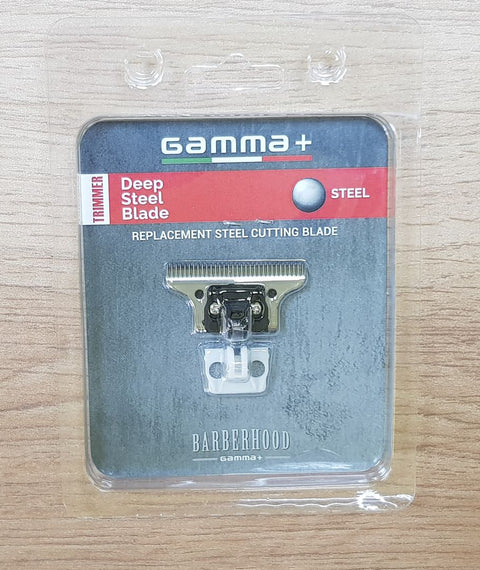 GAMMA+
TRIMMER
Deep
Steel
Blade
STEEL
REPLACEMENT STEEL CUTTING BLADE
BARBERHOOD
GAMMA+